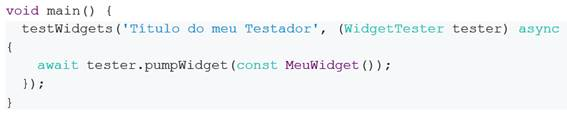 void main() {
testWidgets('Título do meu Testador', (WidgetTester tester) async
{
await tester.pumpWidget(const MeuWidget());
});
}